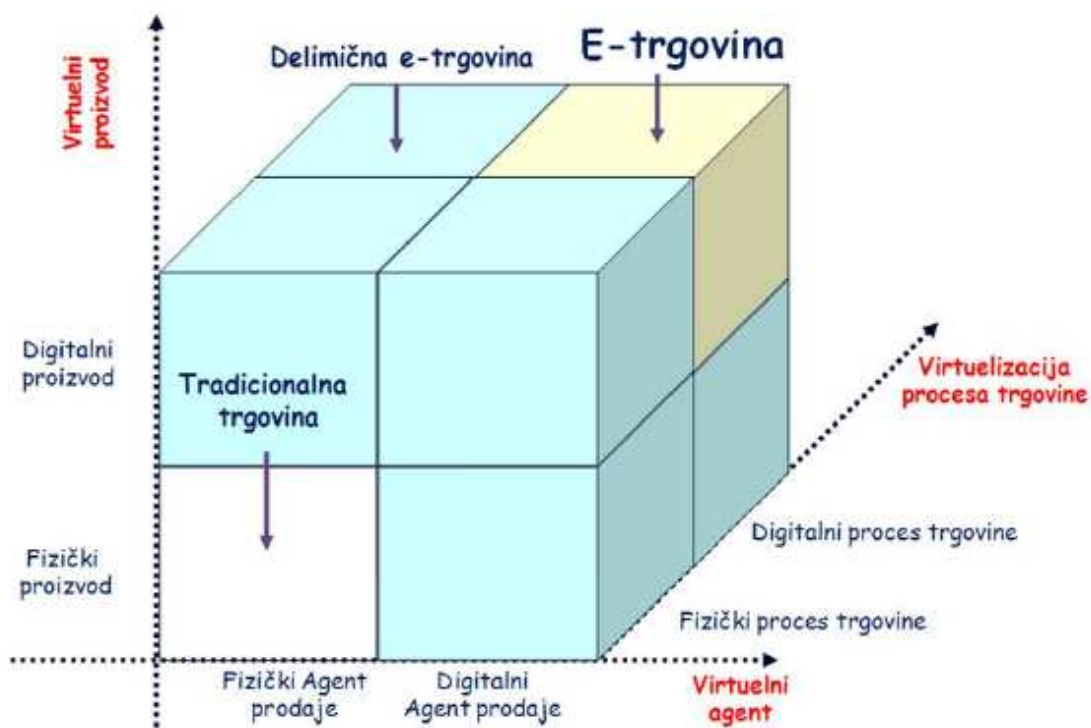 Virtuelni
proizvod
Delimična e-trgovina
E-trgovina
Digitalni
proizvod
Tradicionalna
trgovina
Virtuelizacija
procesa trgovine
Fizički
proizvod
Digitalni proces trgovine
Fizički proces trgovine
Fizički Agent
prodaje
Digitalni
Agent prodaje
Virtuelni
agent